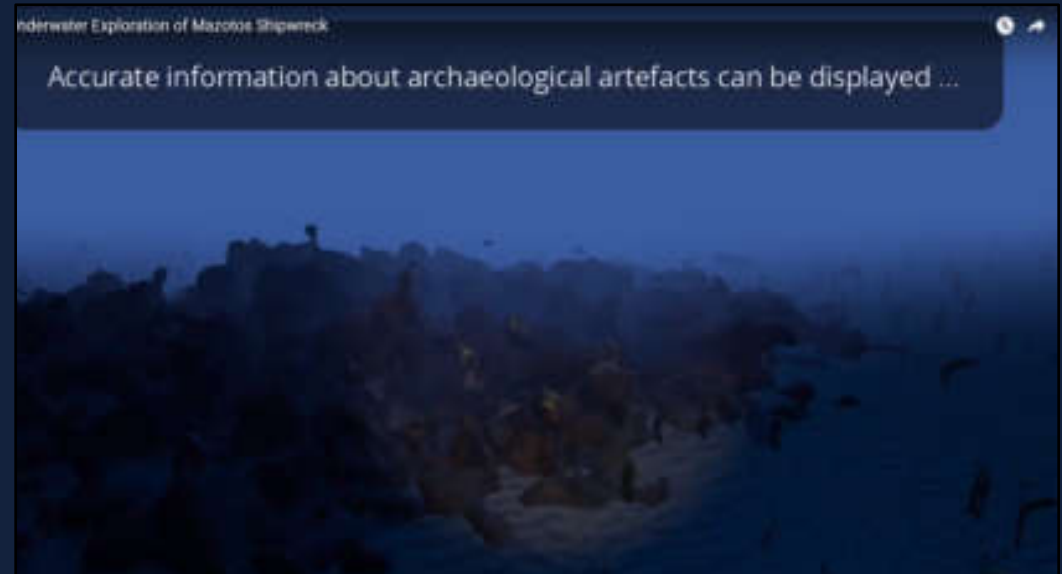 nderwater Exploration of Mazotos Shipwreck
Accurate information about archaeological artefacts can be displayed ...